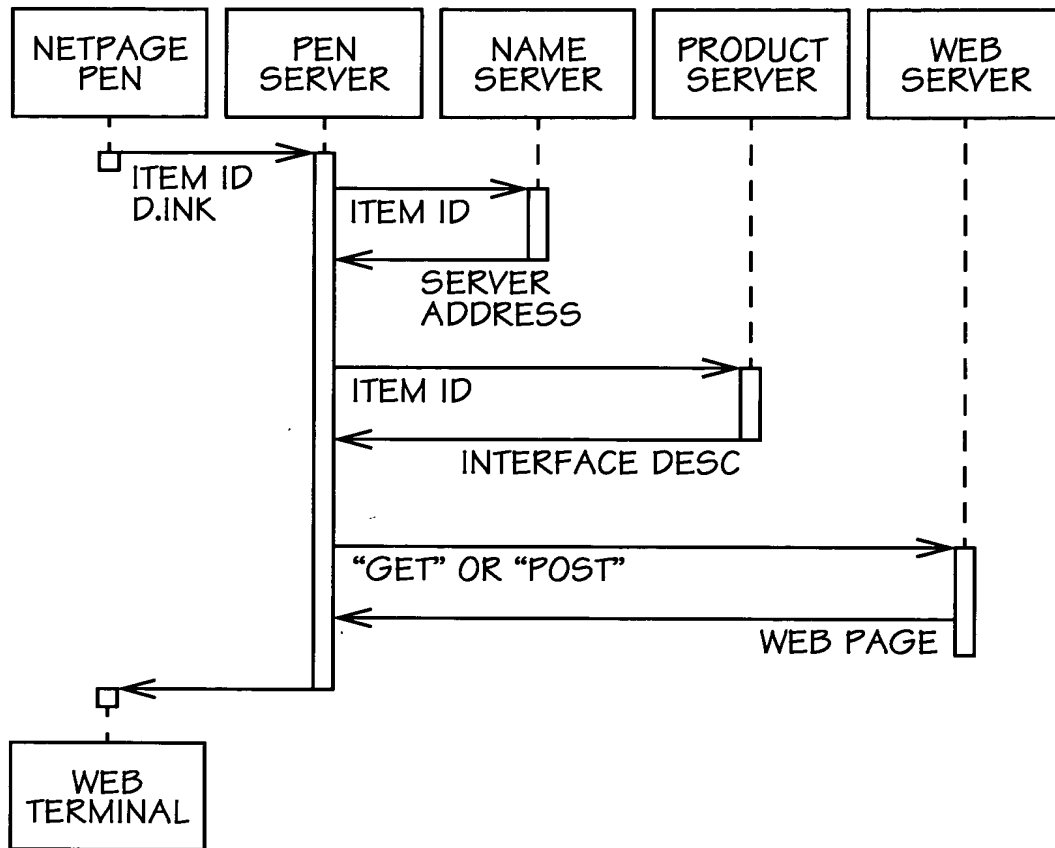 NETPAGE
PEN
PEN
SERVER
NAME
SERVER
PRODUCT
SERVER
WEB
SERVER
ITEM ID
D.INK
ITEM ID
SERVER
ADDRESS
ITEM ID
INTERFACE DESC
“GET” OR “POST”
WEB PAGE
WEB
TERMINAL